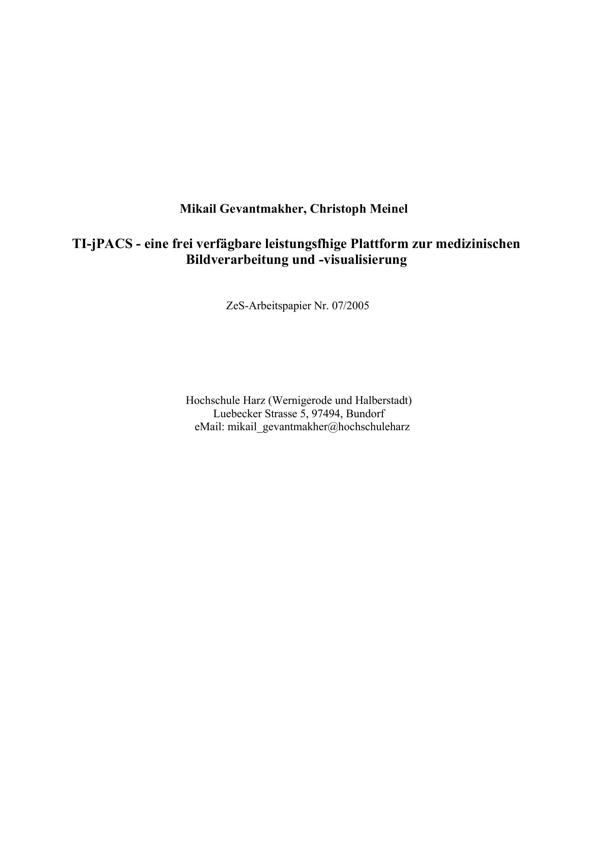 Mikail Gevantmakher, Christoph Meinel
TI-jPACS - eine frei verfägbare leistungsfhige Plattform zur medizinischen
Bildverarbeitung und -visualisierung
ZeS-Arbeitspapier Nr. 07/2005
Hochschule Harz (Wernigerode und Halberstadt)
Luebecker Strasse 5, 97494, Bundorf
eMail: mikail_gevantmakher@hochschuleharz